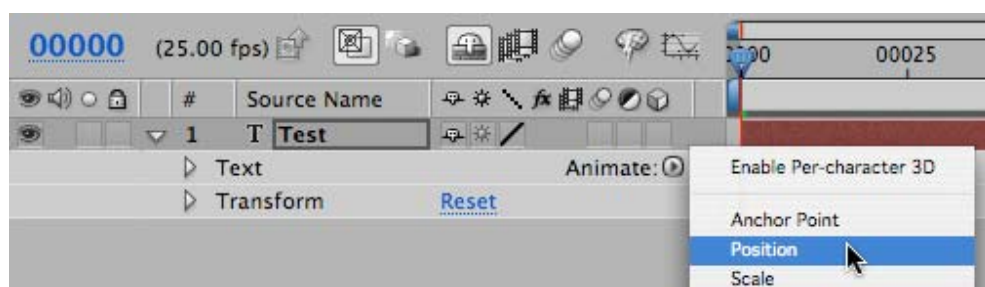 00000 (25.00 fps) 00025
# Source Name
1 T Test
Text Animate:
Transform Reset
Enable Per-character 3D
Anchor Point
Position
Scale